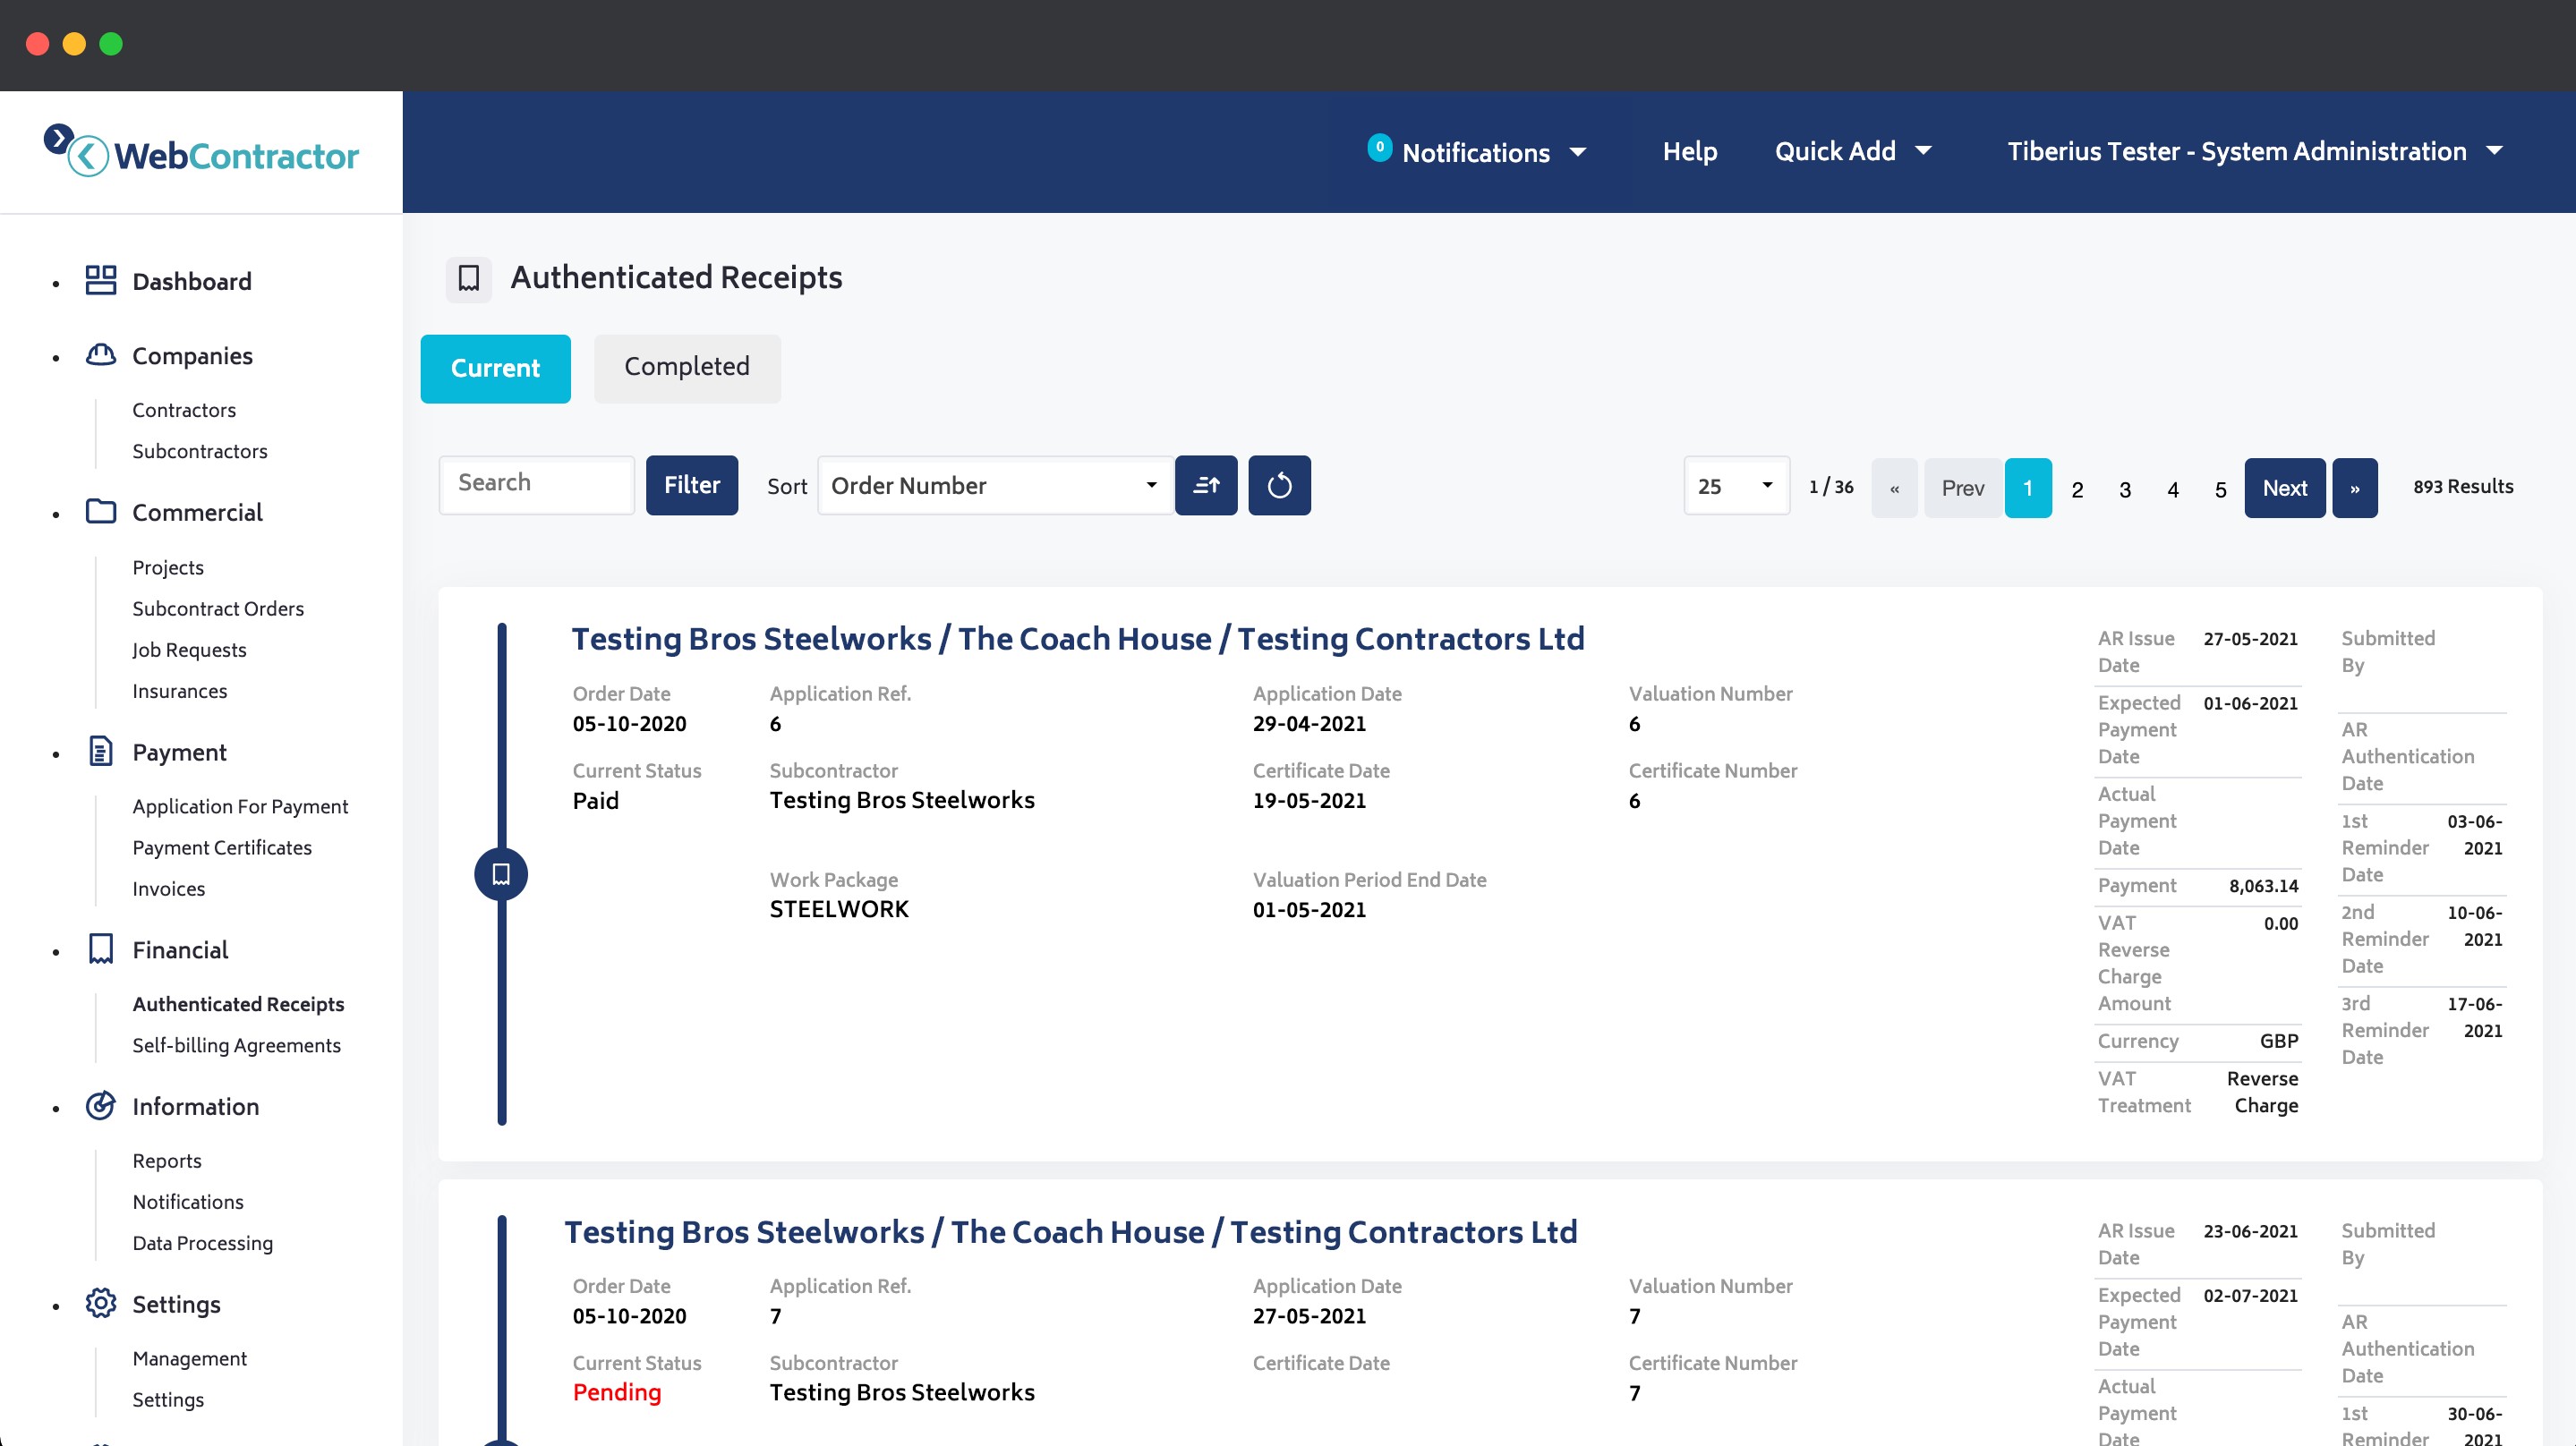 WebContractor
0 Notifications
Help
Quick Add
Tiberius Tester - System Administration
Dashboard
Companies
Contractors
Subcontractors
Commercial
Projects
Subcontract Orders
Job Requests
Insurances
Payment
Application For Payment
Payment Certificates
Invoices
Financial
Authenticated Receipts
Self-billing Agreements
Information
Reports
Notifications
Data Processing
Settings
Management
Settings
Authenticated Receipts
Current
Completed
Search
Filter
Sort
Order Number
25
1 / 36
«
Prev
1
2
3
4
5
Next
»
893 Results
Testing Bros Steelworks / The Coach House / Testing Contractors Ltd
Order Date
05-10-2020
Application Ref.
6
Application Date
29-04-2021
Valuation Number
6
Current Status
Paid
Subcontractor
Testing Bros Steelworks
Certificate Date
19-05-2021
Certificate Number
6
Work Package
STEELWORK
Valuation Period End Date
01-05-2021
AR Issue
Date
27-05-2021
Expected
Payment
Date
01-06-2021
Actual
Payment
Date
Payment
8,063.14
VAT
Reverse
Charge
Amount
0.00
Currency
GBP
VAT
Treatment
Reverse
Charge
Submitted
By
AR
Authentication
Date
1st
Reminder
Date
03-06-
2021
2nd
Reminder
Date
10-06-
2021
3rd
Reminder
Date
17-06-
2021
Testing Bros Steelworks / The Coach House / Testing Contractors Ltd
Order Date
05-10-2020
Application Ref.
7
Application Date
27-05-2021
Valuation Number
7
Current Status
Pending
Subcontractor
Testing Bros Steelworks
Certificate Date
Certificate Number
7
AR Issue
Date
23-06-2021
Expected
Payment
Date
02-07-2021
Actual
Payment
Date
Submitted
By
AR
Authentication
Date
1st
Reminder
30-06-
2021